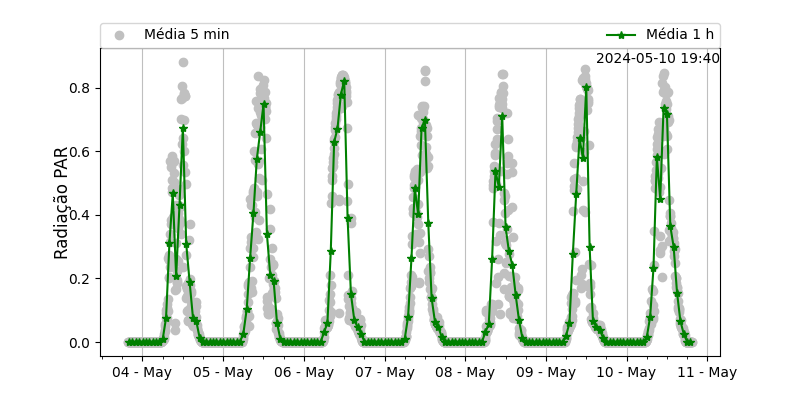 Média 5 min
Média 1 h
2024-05-10 19:40
Radiação PAR
0.8
0.6
0.4
0.2
0.0
04 - May
05 - May
06 - May
07 - May
08 - May
09 - May
10 - May
11 - May